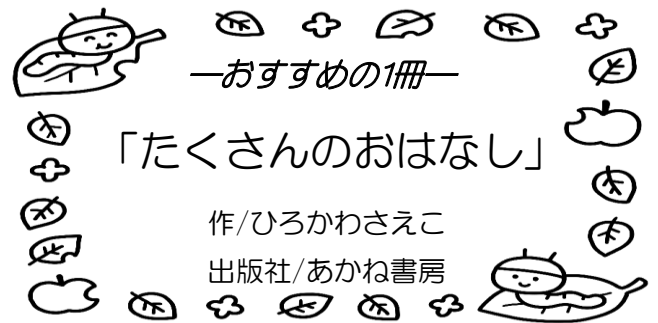 ―おすすめの1冊―
「たくさんのおはなし」
作/ひろかわさえこ
出版社/あかね書房